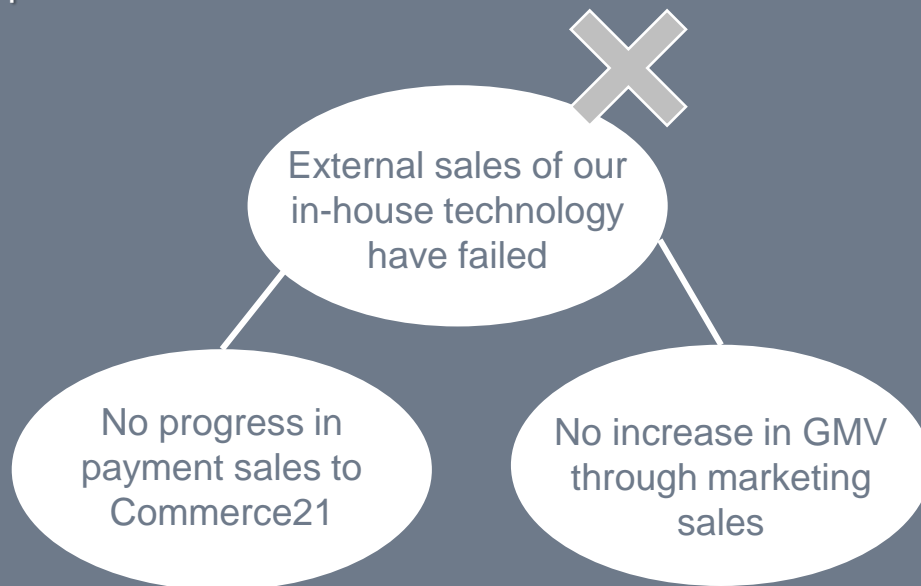 External sales of our
in-house technology
have failed
No progress in
payment sales to
Commerce21
No increase in GMV
through marketing
sales